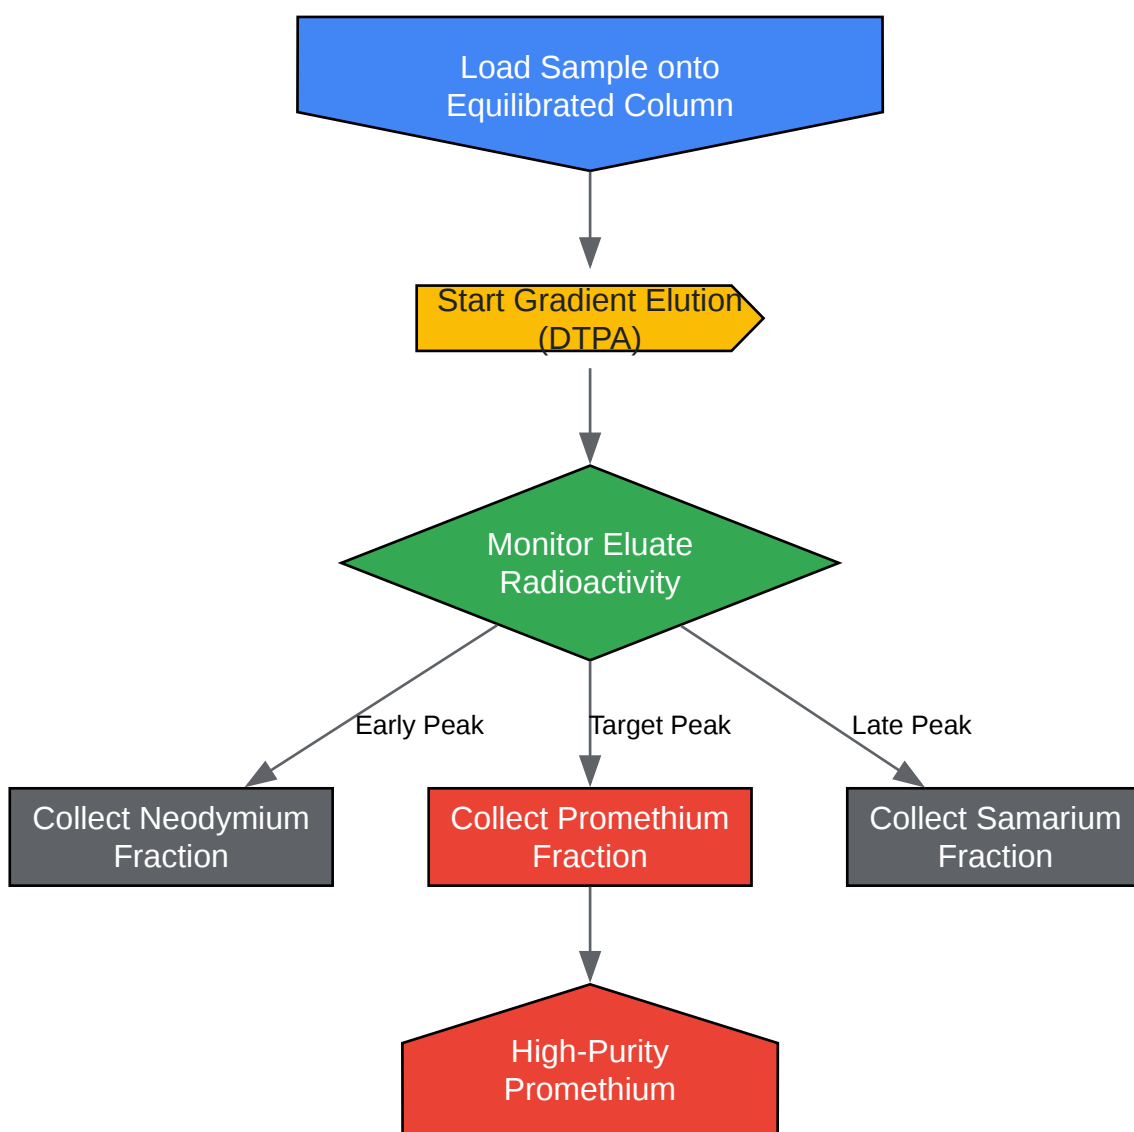 Load Sample onto
Equilibrated Column
Start Gradient Elution
(DTPA)
Monitor Eluate
Radioactivity
Early Peak
Target Peak
Late Peak
Collect Neodymium
Fraction
Collect Promethium
Fraction
Collect Samarium
Fraction
High-Purity
Promethium